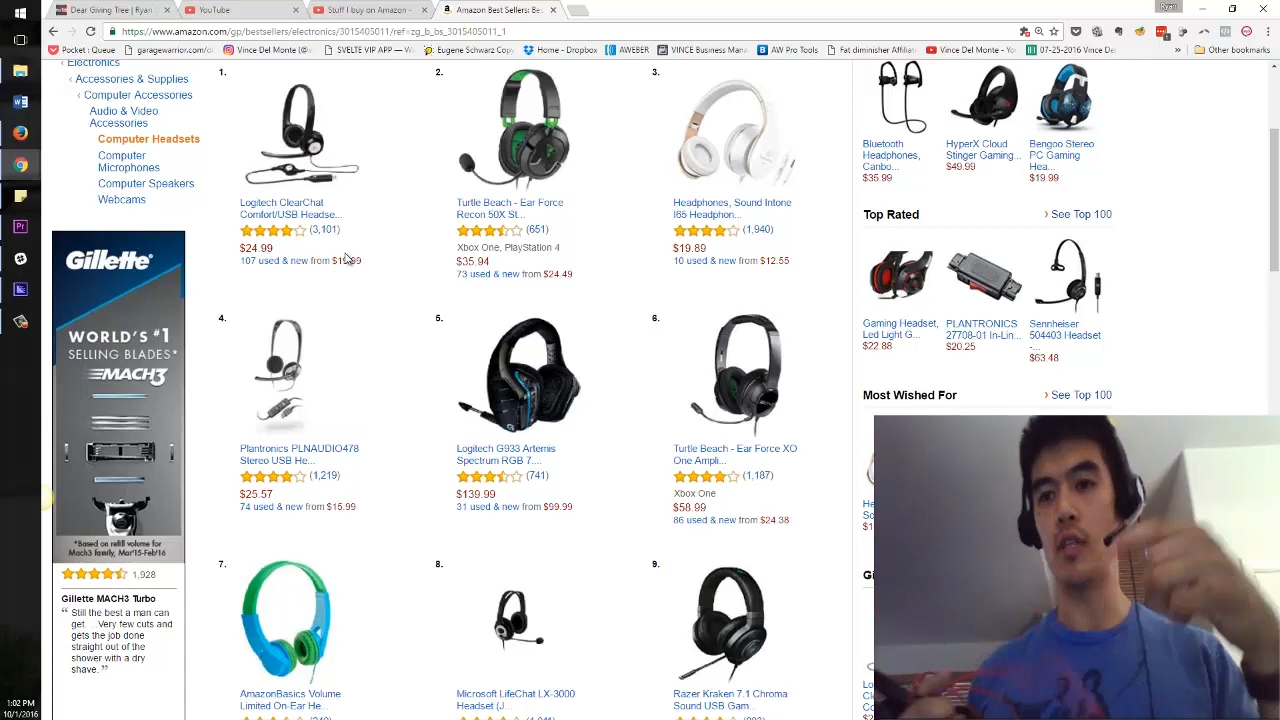 Dear Giving Tree | Ryan
YouTube
Stuff I buy on Amazon -
Amazon Best Sellers: Bes
Ryan
https://www.amazon.com/gp/bestsellers/electronics/3015405011/ref=zg_b_bs_3015405011_1
Pocket: Queue
garagewarrior.com/
Vince Del Monte /
SVELTE VIP APP —
Eugene Schwartz Copy
Home - Dropbox
AWEBER
VINCE Business Man
AW Pro Tools
Fat diminsher Affiliat
Vince Del Monte - You
07-25-2016 Vince Del
Other bookmarks
‹ Electronics
‹ Accessories & Supplies
‹ Computer Accessories
Audio & Video
Accessories
Computer Headsets
Computer
Microphones
Computer Speakers
Webcams
Gillette
WORLD'S #1
SELLING BLADES*
MACH3
*Based on refill volume for
Mach3 family, Mar'15-Feb'16
1,928
Gillette MACH3 Turbo
“ Still the best a man can
get. ...Very few cuts and
gets the job done
straight out of the
shower with a dry
shave. ”
1.
Logitech ClearChat
Comfort/USB Headse...
(3,101)
$24.99
107 used & new from
2.
Turtle Beach - Ear Force
Recon 50X St...
(651)
Xbox One, PlayStation 4
$35.94
73 used & new from $24.49
3.
Headphones, Sound Intone
I65 Headphon...
(1,940)
$19.89
10 used & new from $12.55
4.
Plantronics PLNAUDIO478
Stereo USB He...
(1,219)
$25.57
74 used & new from $15.99
5.
Logitech G933 Artemis
Spectrum RGB 7....
(741)
$139.99
31 used & new from $99.99
6.
Turtle Beach - Ear Force XO
One Ampli...
(1,187)
Xbox One
$58.99
86 used & new from $24.38
7.
AmazonBasics Volume
Limited On-Ear He...
8.
Microsoft LifeChat LX-3000
Headset (J...
9.
Razer Kraken 7.1 Chroma
Sound USB Gam...
Bluetooth
Headphones,
Canbo...
$35.99
HyperX Cloud
Stinger Gaming...
$49.99
Bengoo Stereo
PC Gaming
Hea...
$19.99
Top Rated
› See Top 100
Gaming Headset,
Led Light G...
$22.88
PLANTRONICS
27708-01 In-Lin...
$20.25
Sennheiser
504403 Headset
-...
$63.48
Most Wished For
› See Top 100
1:02 PM
10/1/2016